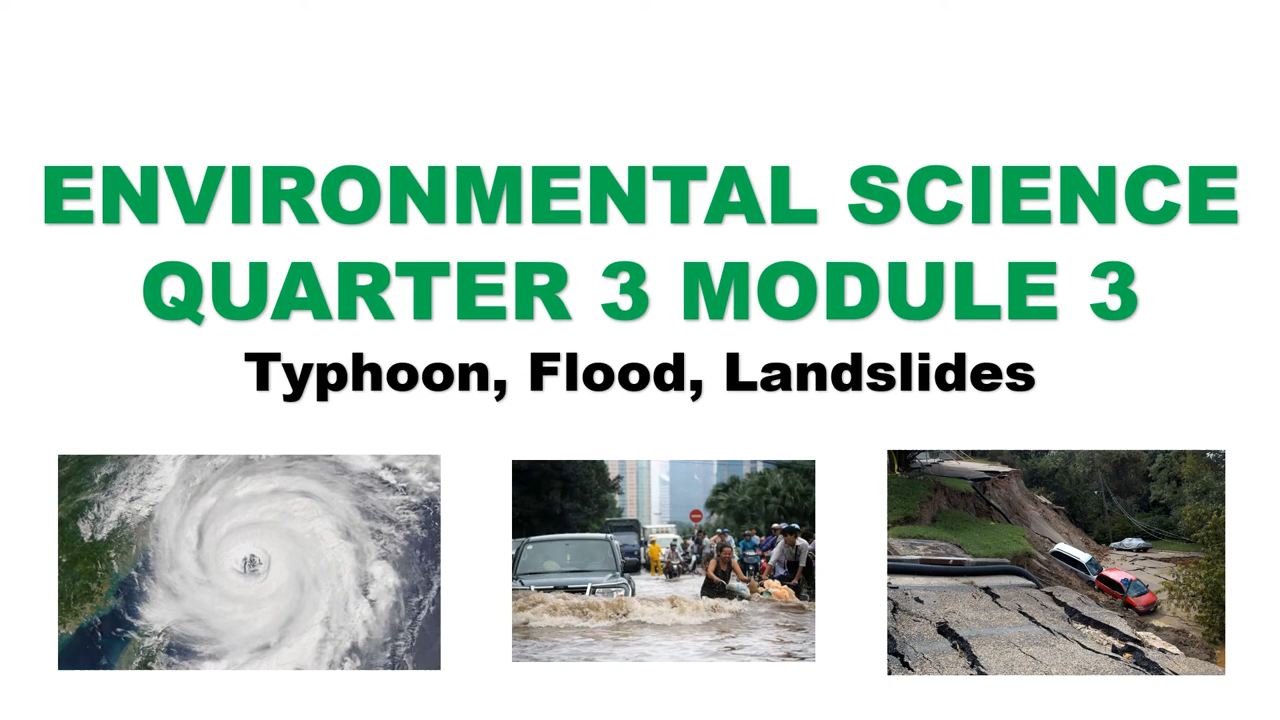 ENVIRONMENTAL SCIENCE
QUARTER 3 MODULE 3
Typhoon, Flood, Landslides